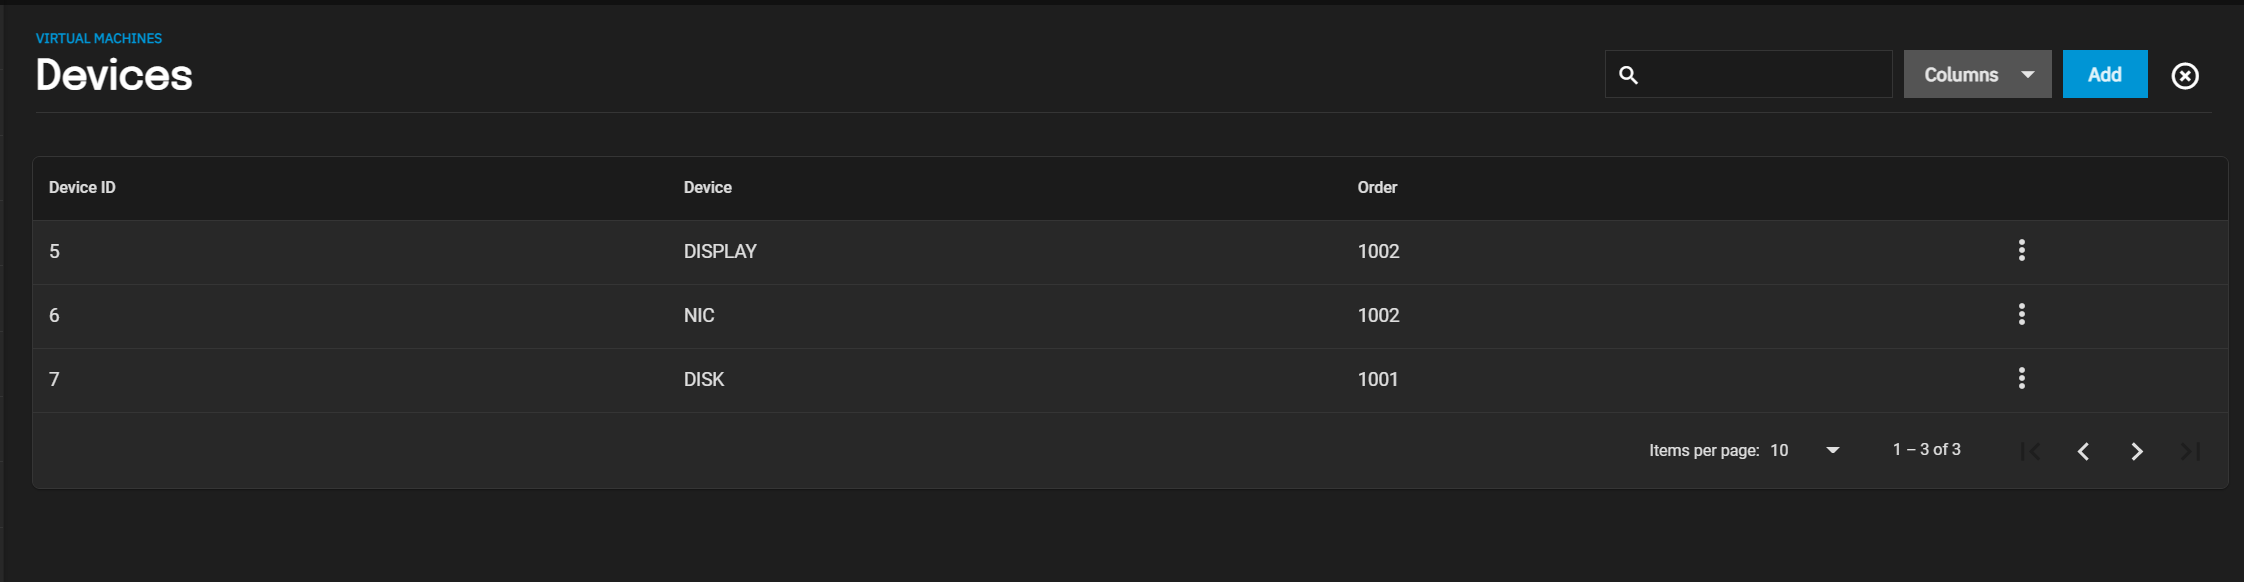 VIRTUAL MACHINES
Devices
Columns Add
Device ID Device Order
5 DISPLAY 1002
6 NIC 1002
7 DISK 1001
Items per page: 10 1 – 3 of 3